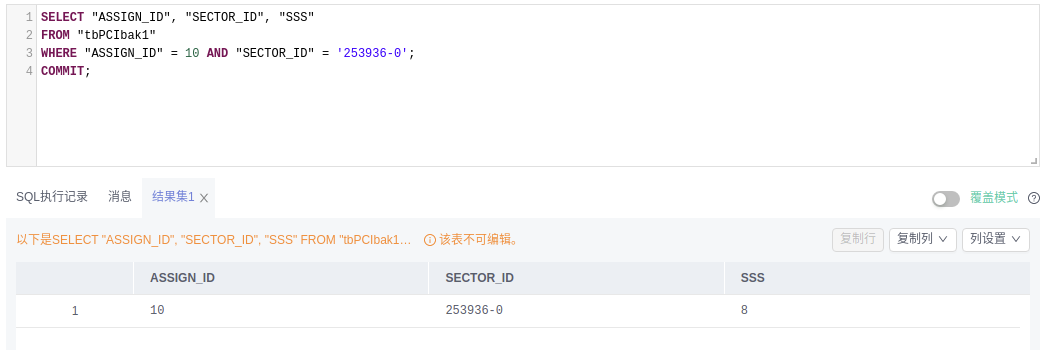 1 SELECT "ASSIGN_ID", "SECTOR_ID", "SSS"
2 FROM "tbPCIbak1"
3 WHERE "ASSIGN_ID" = 10 AND "SECTOR_ID" = '253936-0';
4 COMMIT;
SQL执行记录 消息 结果集1 覆盖模式
以下是SELECT "ASSIGN_ID", "SECTOR_ID", "SSS" FROM "tbPCIbak1... 该表不可编辑。 复制行 复制列 列设置
ASSIGN_ID SECTOR_ID SSS
1 10 253936-0 8